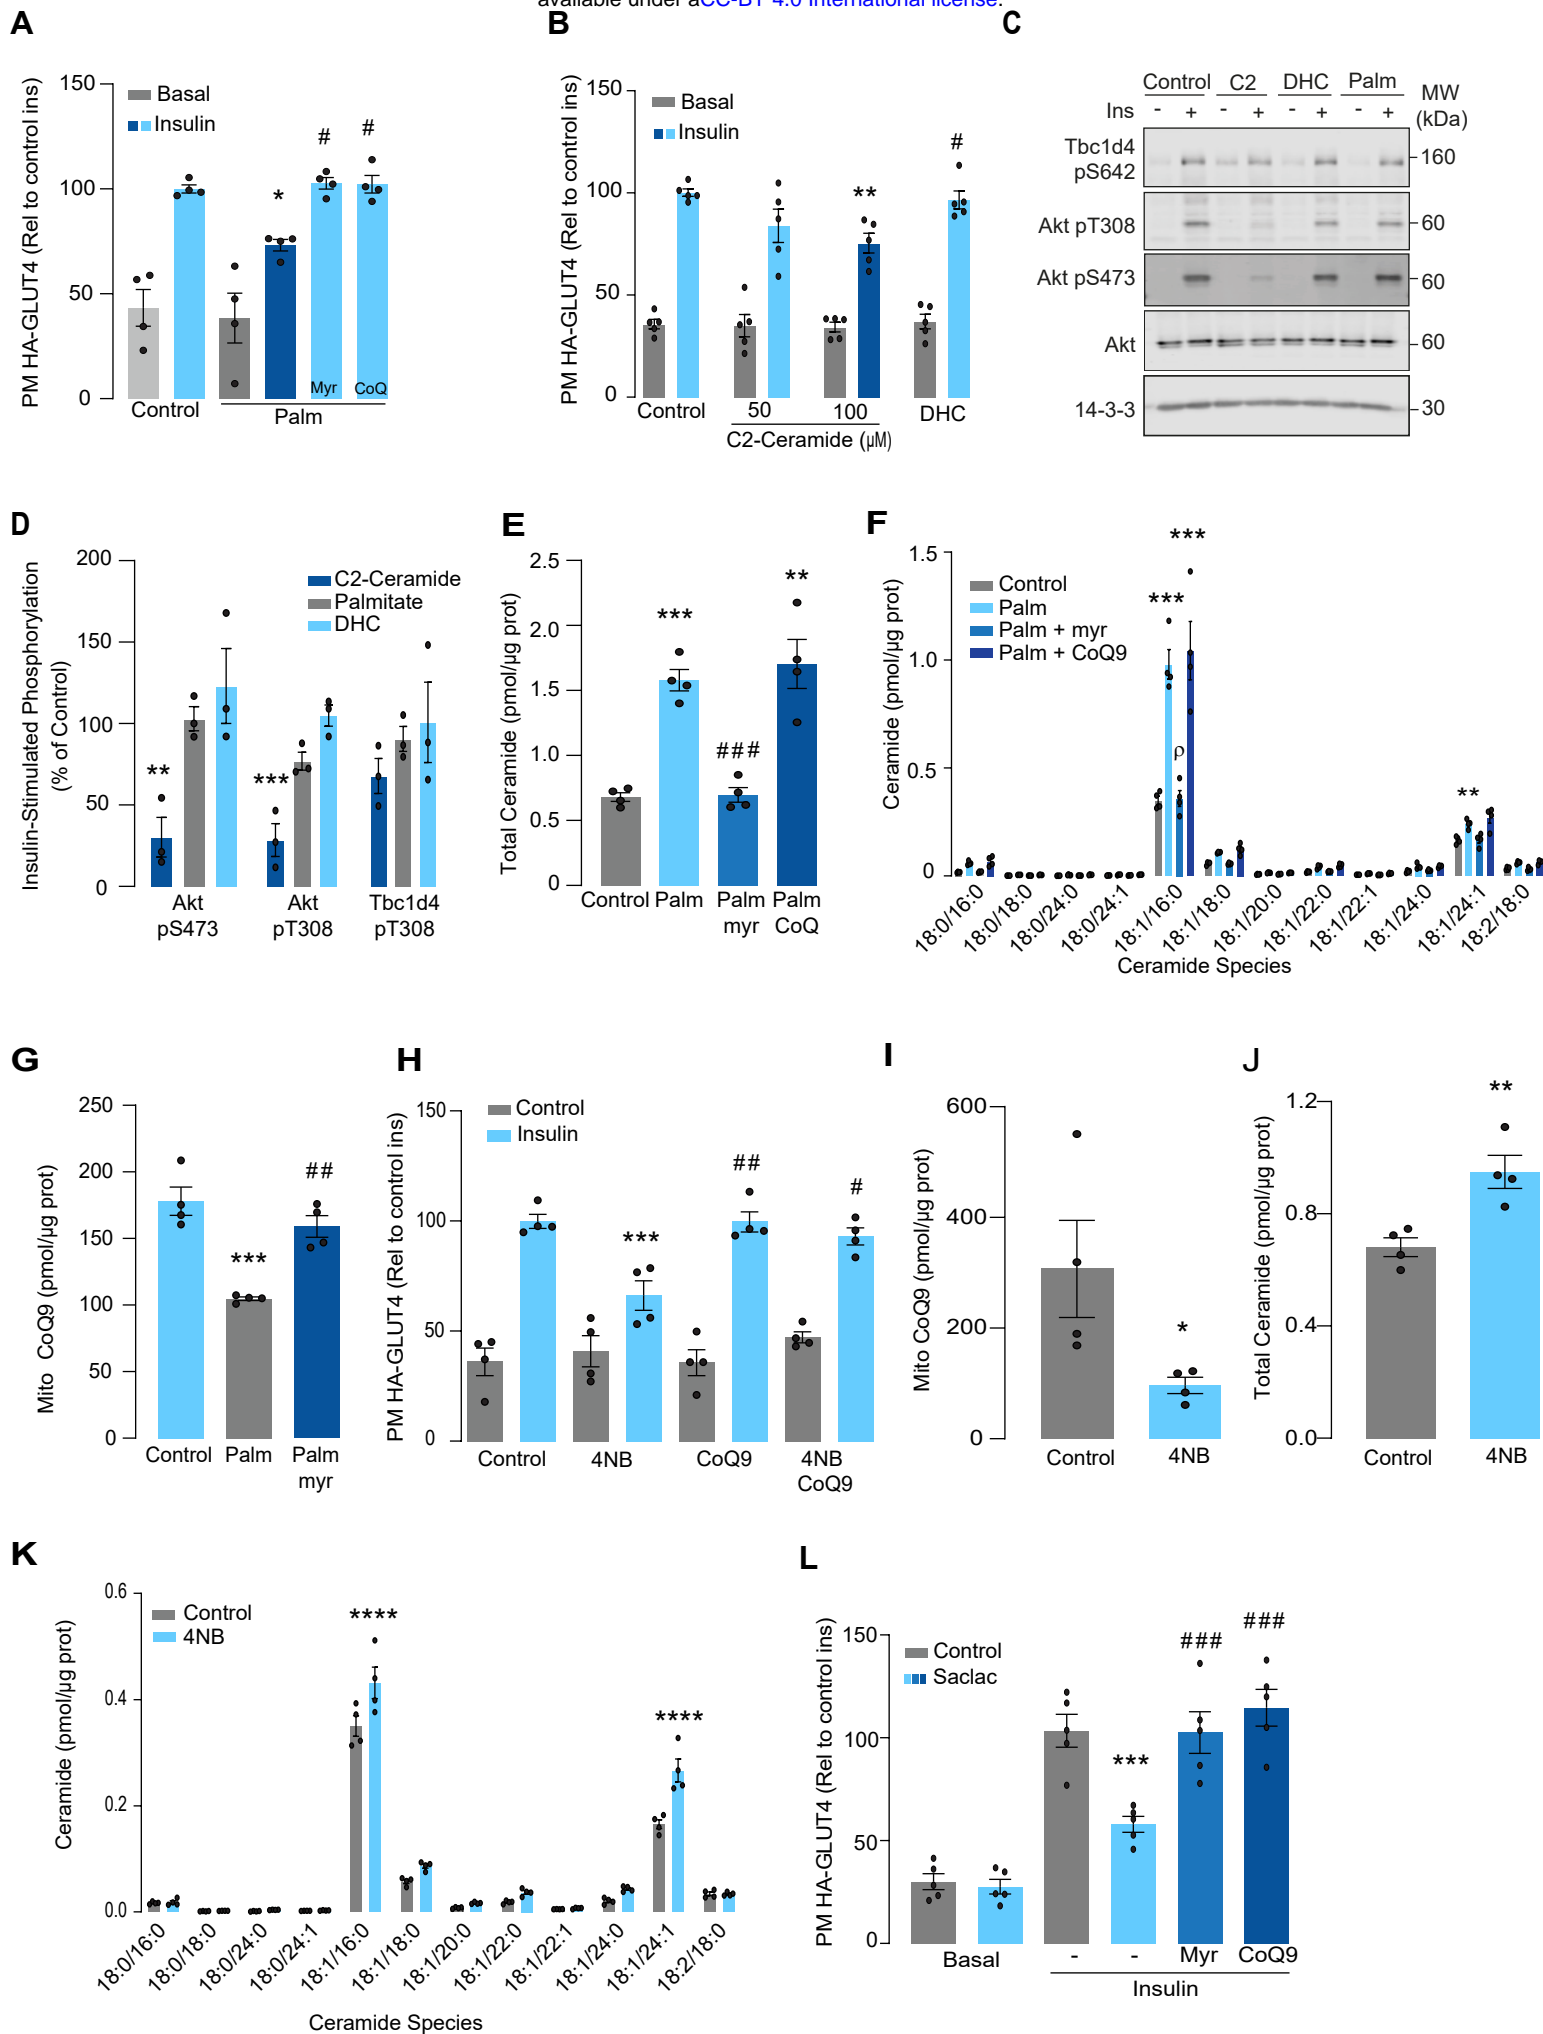 available under aCC-BY 4.0 International license.
A
PM HA-GLUT4 (Rel to control ins)
150
100
50
0
Basal
Insulin
*
#
#
Myr
CoQ
Control
Palm
B
PM HA-GLUT4 (Rel to control ins)
150
100
50
0
Basal
Insulin
**
#
Control
50
100
DHC
C2-Ceramide (µM)
C
Control C2 DHC Palm
MW
(kDa)
Ins - + - + - + - +
Tbc1d4
pS642
160
Akt pT308
60
Akt pS473
60
Akt
60
14-3-3
30
D
Insulin-Stimulated Phosphorylation
(% of Control)
200
150
100
50
0
C2-Ceramide
Palmitate
DHC
**
***
Akt
pS473
Akt
pT308
Tbc1d4
pT308
E
Total Ceramide (pmol/µg prot)
2.5
2.0
1.5
1.0
0.5
0
***
###
**
Control
Palm
Palm
myr
Palm
CoQ
F
Ceramide (pmol/µg prot)
1.5
1.0
0.5
0
Control
Palm
Palm + myr
Palm + CoQ9
***
***
ρ
**
18:0/16:0
18:0/18:0
18:0/24:0
18:0/24:1
18:1/16:0
18:1/18:0
18:1/20:0
18:1/22:0
18:1/22:1
18:1/24:0
18:1/24:1
18:2/18:0
Ceramide Species
G
Mito CoQ9 (pmol/µg prot)
250
200
150
100
50
0
***
##
Control
Palm
Palm
myr
H
PM HA-GLUT4 (Rel to control ins)
150
100
50
0
Control
Insulin
***
##
#
Control
4NB
CoQ9
4NB
CoQ9
I
Mito CoQ9 (pmol/µg prot)
600
400
200
0
*
Control
4NB
J
Total Ceramide (pmol/µg prot)
1.2
0.8
0.4
0.0
**
Control
4NB
K
Ceramide (pmol/µg prot)
0.6
0.4
0.2
0.0
Control
4NB
****
****
18:0/16:0
18:0/18:0
18:0/24:0
18:0/24:1
18:1/16:0
18:1/18:0
18:1/20:0
18:1/22:0
18:1/22:1
18:1/24:0
18:1/24:1
18:2/18:0
Ceramide Species
L
PM HA-GLUT4 (Rel to control ins)
150
100
50
0
Control
Saclac
***
###
###
Basal
-
-
Myr
CoQ9
Insulin